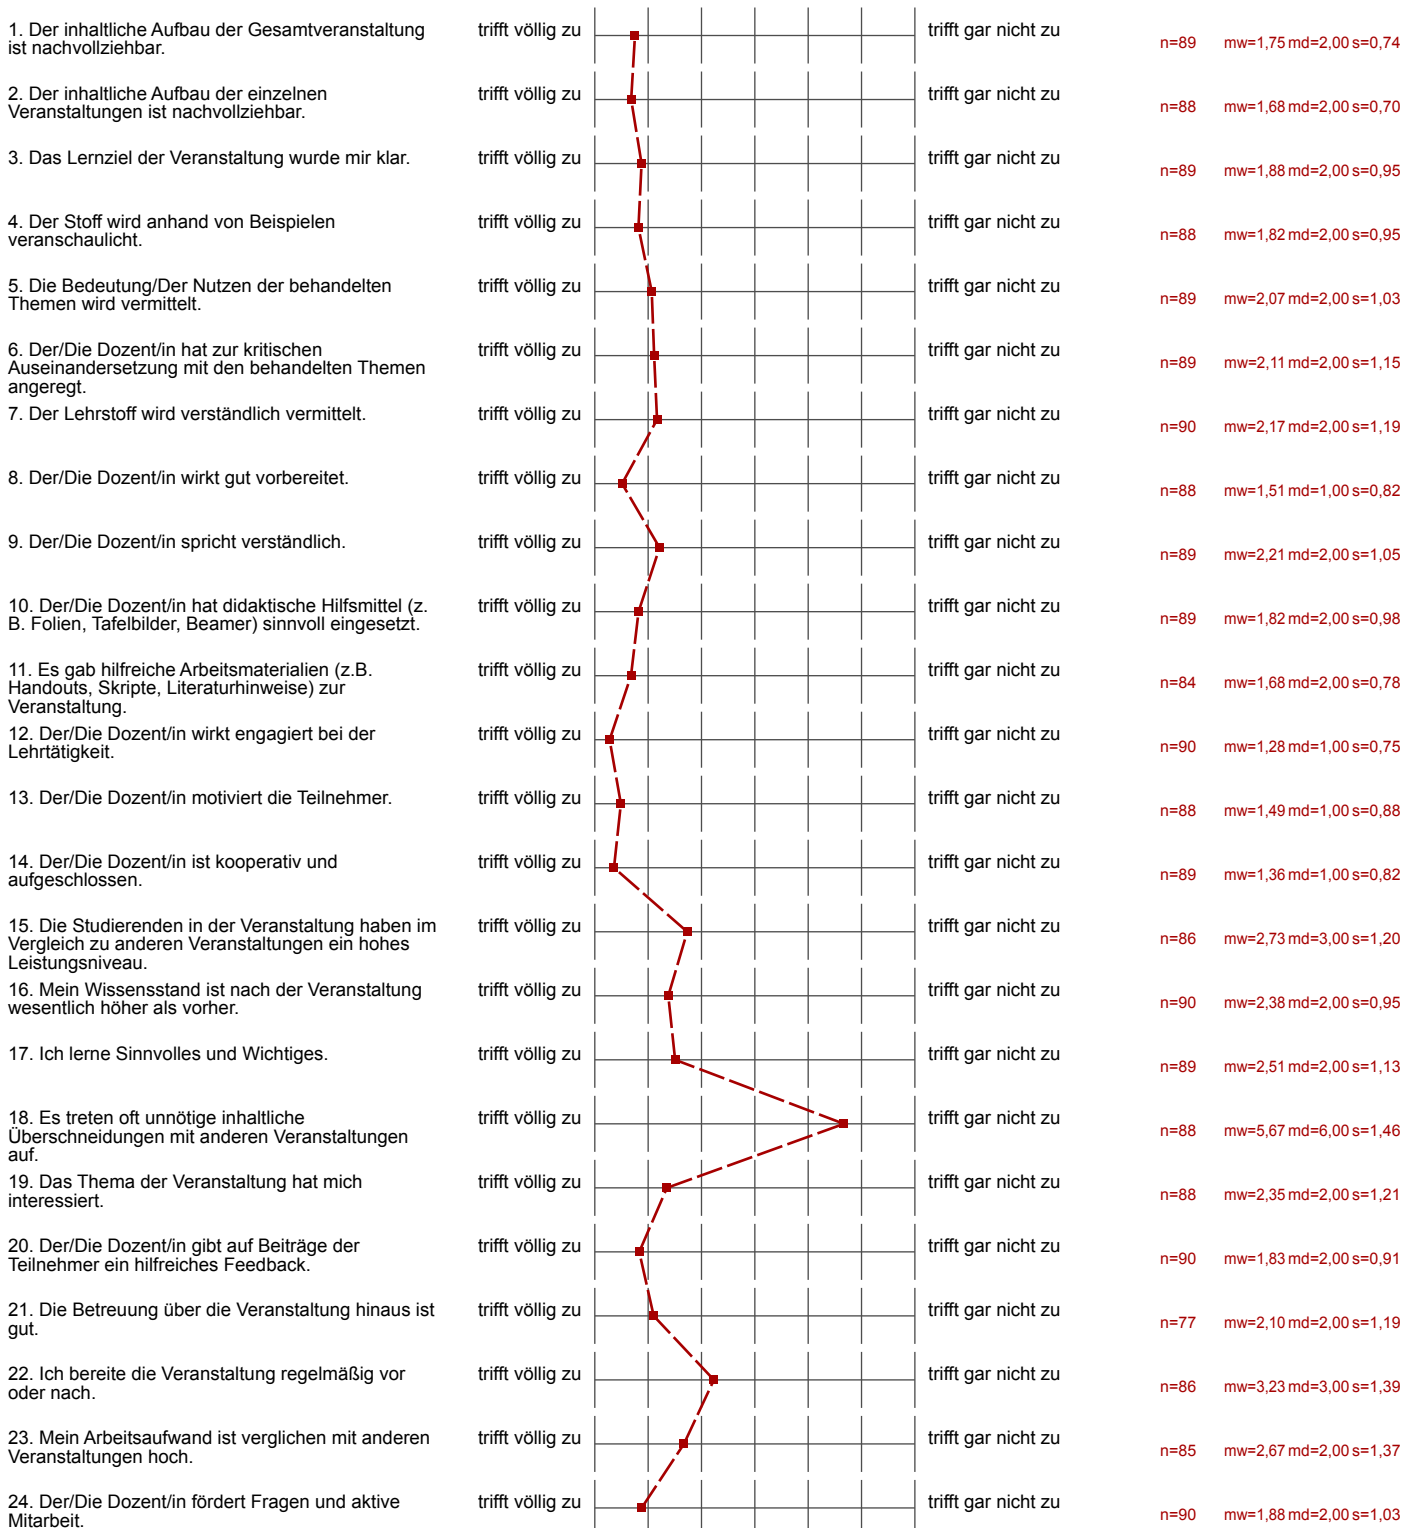 1. Der inhaltliche Aufbau der Gesamtveranstaltung
ist nachvollziehbar.
trifft völlig zu
trifft gar nicht zu
n=89 mw=1,75 md=2,00 s=0,74
2. Der inhaltliche Aufbau der einzelnen
Veranstaltungen ist nachvollziehbar.
trifft völlig zu
trifft gar nicht zu
n=88 mw=1,68 md=2,00 s=0,70
3. Das Lernziel der Veranstaltung wurde mir klar.
trifft völlig zu
trifft gar nicht zu
n=89 mw=1,88 md=2,00 s=0,95
4. Der Stoff wird anhand von Beispielen
veranschaulicht.
trifft völlig zu
trifft gar nicht zu
n=88 mw=1,82 md=2,00 s=0,95
5. Die Bedeutung/Der Nutzen der behandelten
Themen wird vermittelt.
trifft völlig zu
trifft gar nicht zu
n=89 mw=2,07 md=2,00 s=1,03
6. Der/Die Dozent/in hat zur kritischen
Auseinandersetzung mit den behandelten Themen
angeregt.
trifft völlig zu
trifft gar nicht zu
n=89 mw=2,11 md=2,00 s=1,15
7. Der Lehrstoff wird verständlich vermittelt.
trifft völlig zu
trifft gar nicht zu
n=90 mw=2,17 md=2,00 s=1,19
8. Der/Die Dozent/in wirkt gut vorbereitet.
trifft völlig zu
trifft gar nicht zu
n=88 mw=1,51 md=1,00 s=0,82
9. Der/Die Dozent/in spricht verständlich.
trifft völlig zu
trifft gar nicht zu
n=89 mw=2,21 md=2,00 s=1,05
10. Der/Die Dozent/in hat didaktische Hilfsmittel (z.
B. Folien, Tafelbilder, Beamer) sinnvoll eingesetzt.
trifft völlig zu
trifft gar nicht zu
n=89 mw=1,82 md=2,00 s=0,98
11. Es gab hilfreiche Arbeitsmaterialien (z.B.
Handouts, Skripte, Literaturhinweise) zur
Veranstaltung.
trifft völlig zu
trifft gar nicht zu
n=84 mw=1,68 md=2,00 s=0,78
12. Der/Die Dozent/in wirkt engagiert bei der
Lehrtätigkeit.
trifft völlig zu
trifft gar nicht zu
n=90 mw=1,28 md=1,00 s=0,75
13. Der/Die Dozent/in motiviert die Teilnehmer.
trifft völlig zu
trifft gar nicht zu
n=88 mw=1,49 md=1,00 s=0,88
14. Der/Die Dozent/in ist kooperativ und
aufgeschlossen.
trifft völlig zu
trifft gar nicht zu
n=89 mw=1,36 md=1,00 s=0,82
15. Die Studierenden in der Veranstaltung haben im
Vergleich zu anderen Veranstaltungen ein hohes
Leistungsniveau.
trifft völlig zu
trifft gar nicht zu
n=86 mw=2,73 md=3,00 s=1,20
16. Mein Wissensstand ist nach der Veranstaltung
wesentlich höher als vorher.
trifft völlig zu
trifft gar nicht zu
n=90 mw=2,38 md=2,00 s=0,95
17. Ich lerne Sinnvolles und Wichtiges.
trifft völlig zu
trifft gar nicht zu
n=89 mw=2,51 md=2,00 s=1,13
18. Es treten oft unnötige inhaltliche
Überschneidungen mit anderen Veranstaltungen
auf.
trifft völlig zu
trifft gar nicht zu
n=88 mw=5,67 md=6,00 s=1,46
19. Das Thema der Veranstaltung hat mich
interessiert.
trifft völlig zu
trifft gar nicht zu
n=88 mw=2,35 md=2,00 s=1,21
20. Der/Die Dozent/in gibt auf Beiträge der
Teilnehmer ein hilfreiches Feedback.
trifft völlig zu
trifft gar nicht zu
n=90 mw=1,83 md=2,00 s=0,91
21. Die Betreuung über die Veranstaltung hinaus ist
gut.
trifft völlig zu
trifft gar nicht zu
n=77 mw=2,10 md=2,00 s=1,19
22. Ich bereite die Veranstaltung regelmäßig vor
oder nach.
trifft völlig zu
trifft gar nicht zu
n=86 mw=3,23 md=3,00 s=1,39
23. Mein Arbeitsaufwand ist verglichen mit anderen
Veranstaltungen hoch.
trifft völlig zu
trifft gar nicht zu
n=85 mw=2,67 md=2,00 s=1,37
24. Der/Die Dozent/in fördert Fragen und aktive
Mitarbeit.
trifft völlig zu
trifft gar nicht zu
n=90 mw=1,88 md=2,00 s=1,03